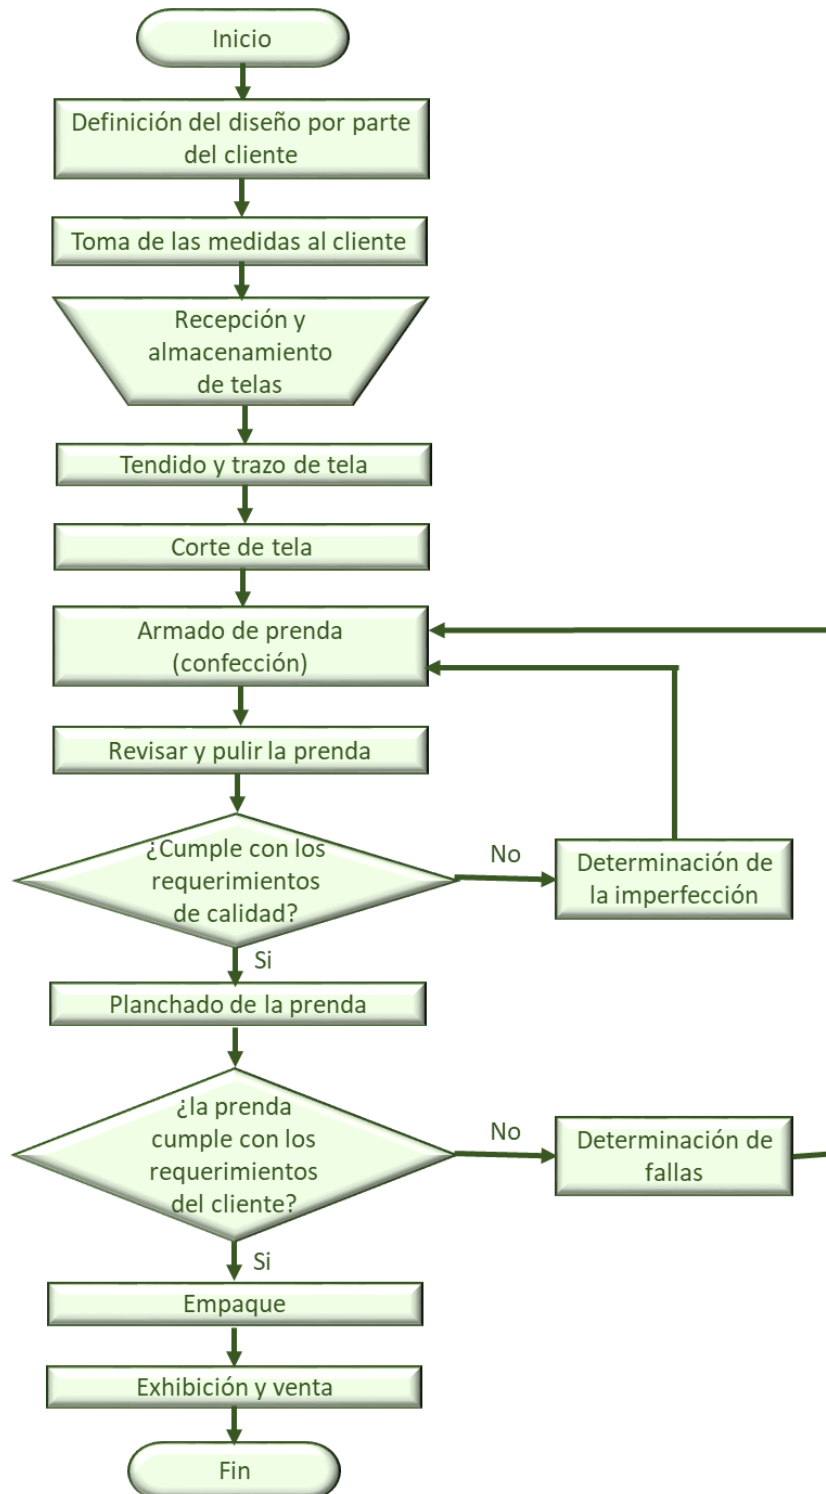 Inicio
Definición del diseño por parte
del cliente
Toma de las medidas al cliente
Recepción y
almacenamiento
de telas
Tendido y trazo de tela
Corte de tela
Armado de prenda
(confección)
Revisar y pulir la prenda
¿Cumple con los
requerimientos
de calidad?
No
Determinación de
la imperfección
Si
Planchado de la prenda
¿la prenda
cumple con los
requerimientos
del cliente?
No
Determinación de
fallas
Si
Empaque
Exhibición y venta
Fin